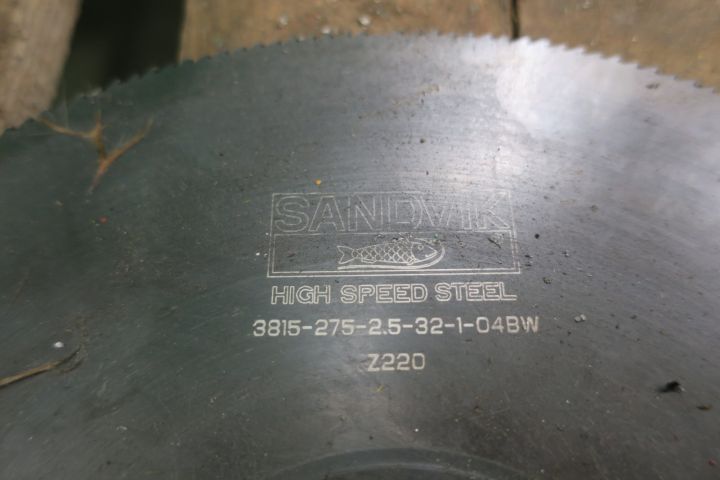 SANDVIK
HIGH SPEED STEEL
3815-275-2.5-32-1-04BW
Z220